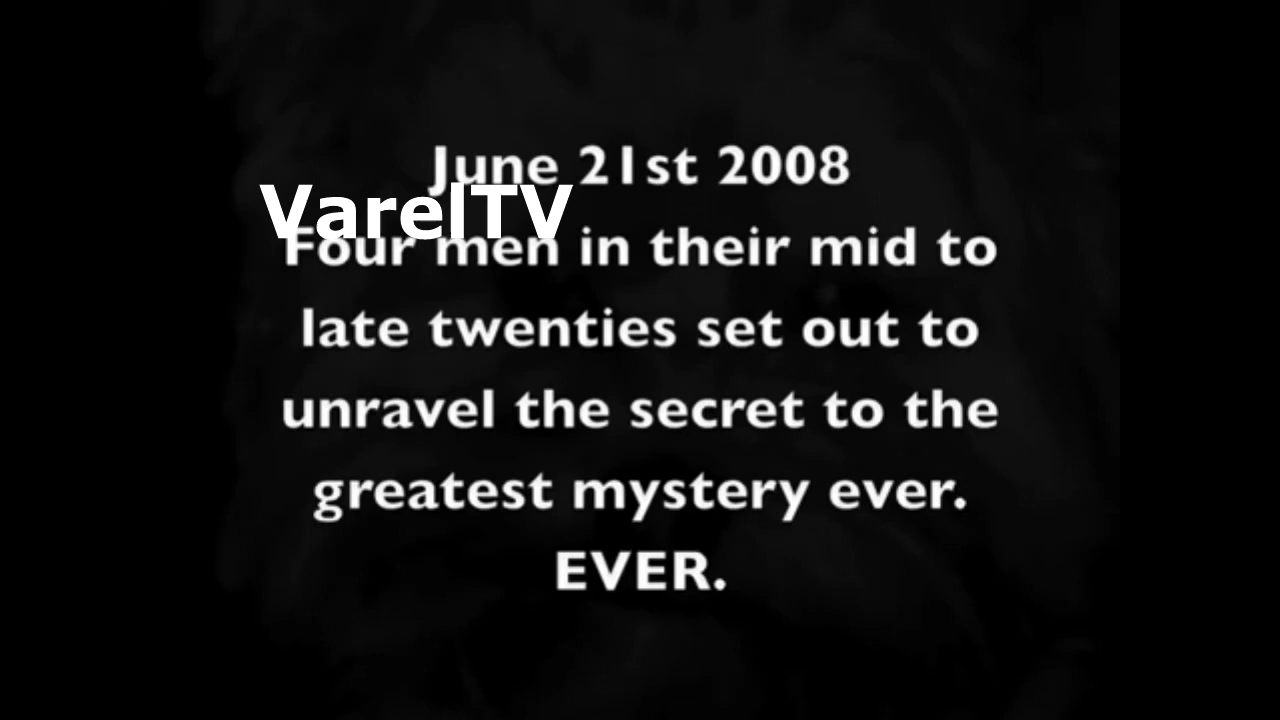 June 21st 2008
VarelTV
Four men in their mid to
late twenties set out to
unravel the secret to the
greatest mystery ever.
EVER.